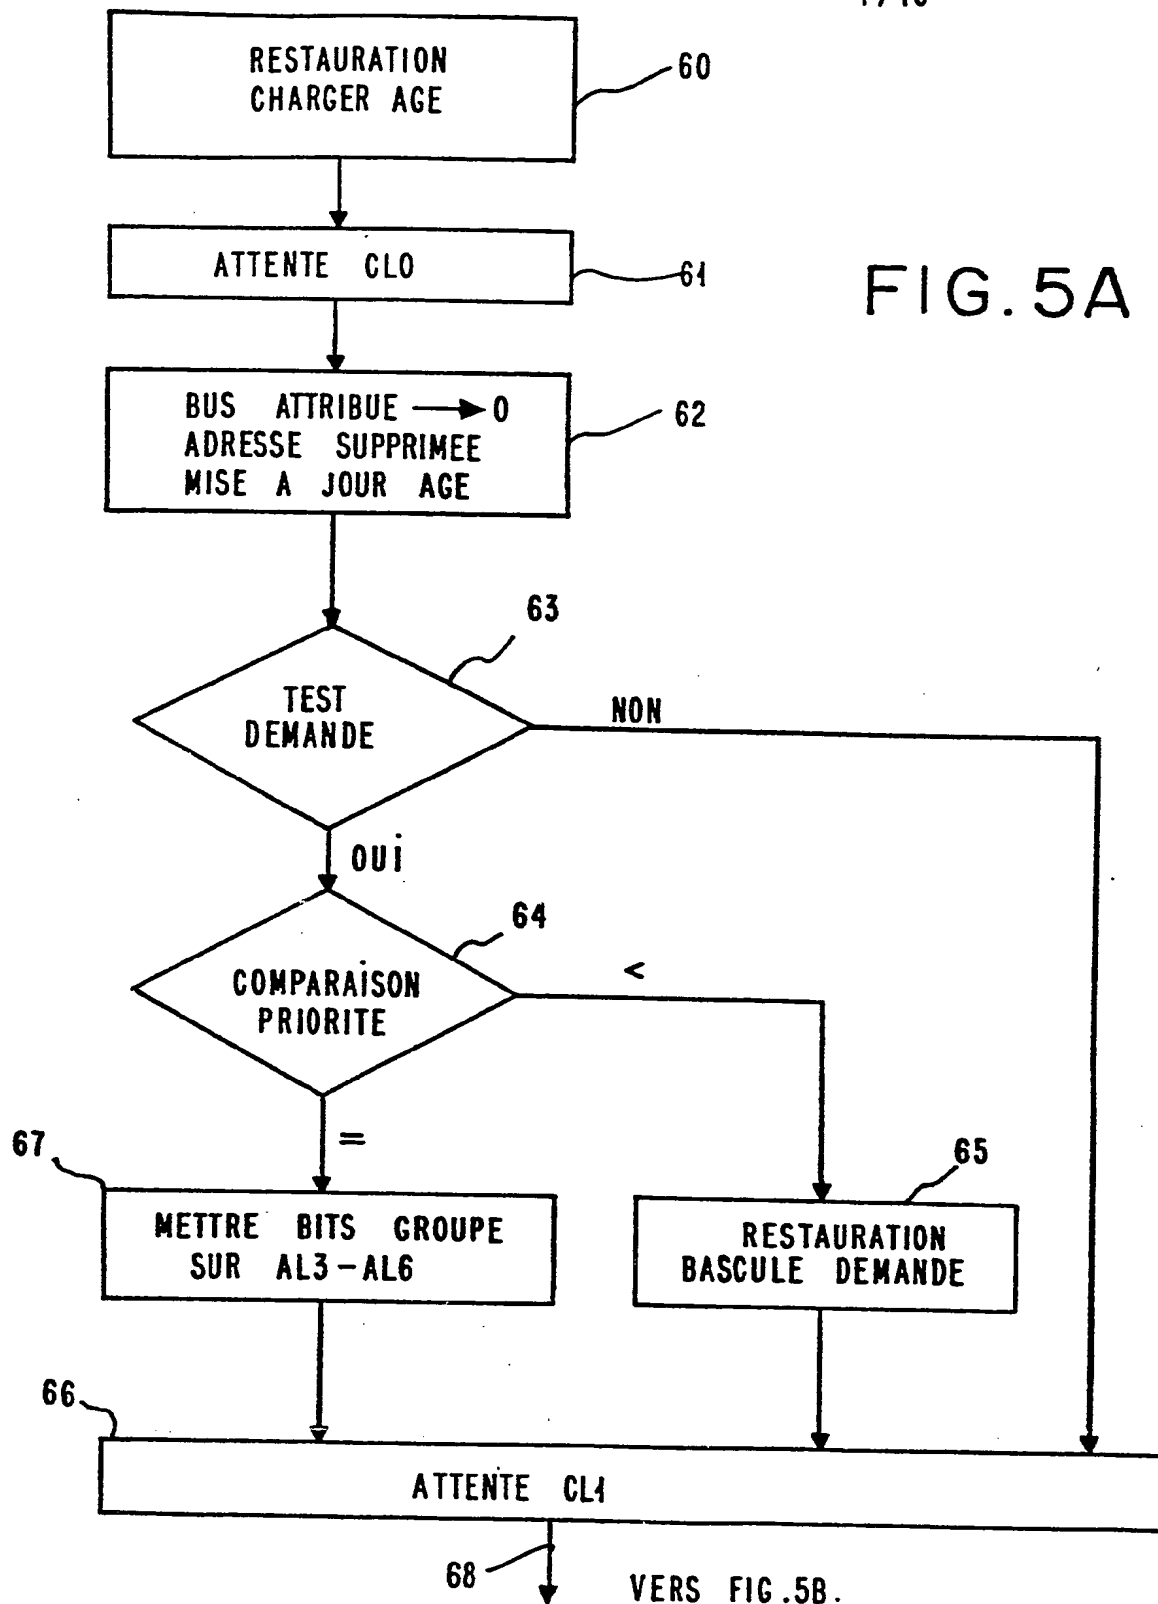 RESTAURATION
CHARGER AGE
60
ATTENTE CL0
61
FIG. 5A
BUS ATTRIBUE → 0
ADRESSE SUPPRIMEE
MISE A JOUR AGE
62
63
TEST
DEMANDE
NON
OUi
64
COMPARAiSON
PRIORITE
<
=
67
METTRE BITS GROUPE
SUR AL3-AL6
65
RESTAURATION
BASCULE DEMANDE
66
ATTENTE CL1
68
VERS FIG.5B.